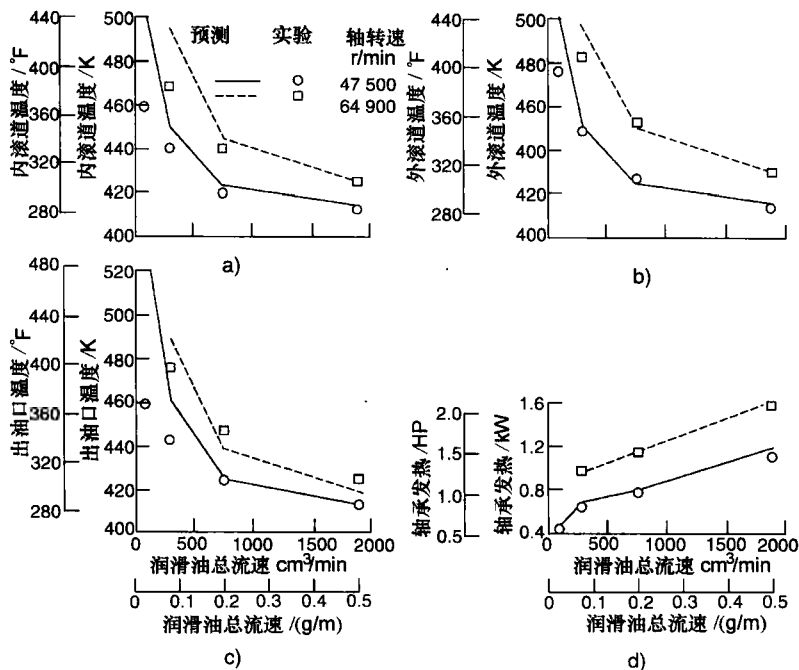 预测 实验 轴转速
r/min
47 500
64 900
内滚道温度/°F
440
400
360
320
280
内滚道温度/K
500
480
460
440
420
400
a)
外滚道温度/°F
440
400
360
320
280
外滚道温度/K
500
480
460
480
420
400
b)
出油口温度/°F
480
440
400
360
320
280
出油口温度/K
520
500
480
460
440
420
400
0 500 1000 1500 2000
润滑油总流速 cm³/min
0 0.1 0.2 0.3 0.4 0.5
润滑油总流速/(g/m)
c)
轴承发热/HP
2.0
1.5
1.0
0.5
轴承发热/kW
1.6
1.2
0.8
0.4
0 500 1000 1500 2000
润滑油总流速 cm³/min
0 0.1 0.2 0.3 0.4 0.5
润滑油总流速/(g/m)
d)